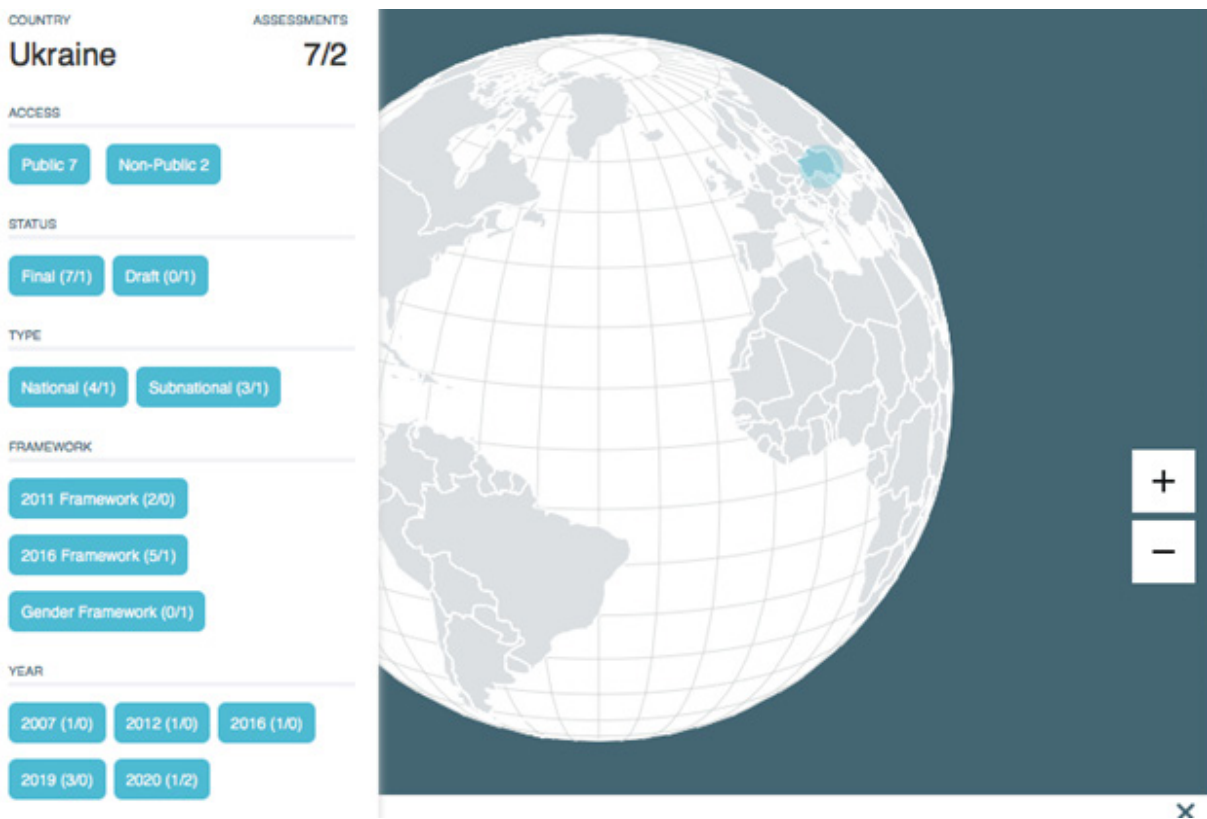 COUNTRY ASSESSMENTS
Ukraine 7/2
ACCESS
Public 7 Non-Public 2
STATUS
Final (7/1) Draft (0/1)
TYPE
National (4/1) Subnational (3/1)
FRAMEWORK
2011 Framework (2/0)
2016 Framework (5/1)
Gender Framework (0/1)
YEAR
2007 (1/0) 2012 (1/0) 2016 (1/0)
2019 (3/0) 2020 (1/2)
+
−
×